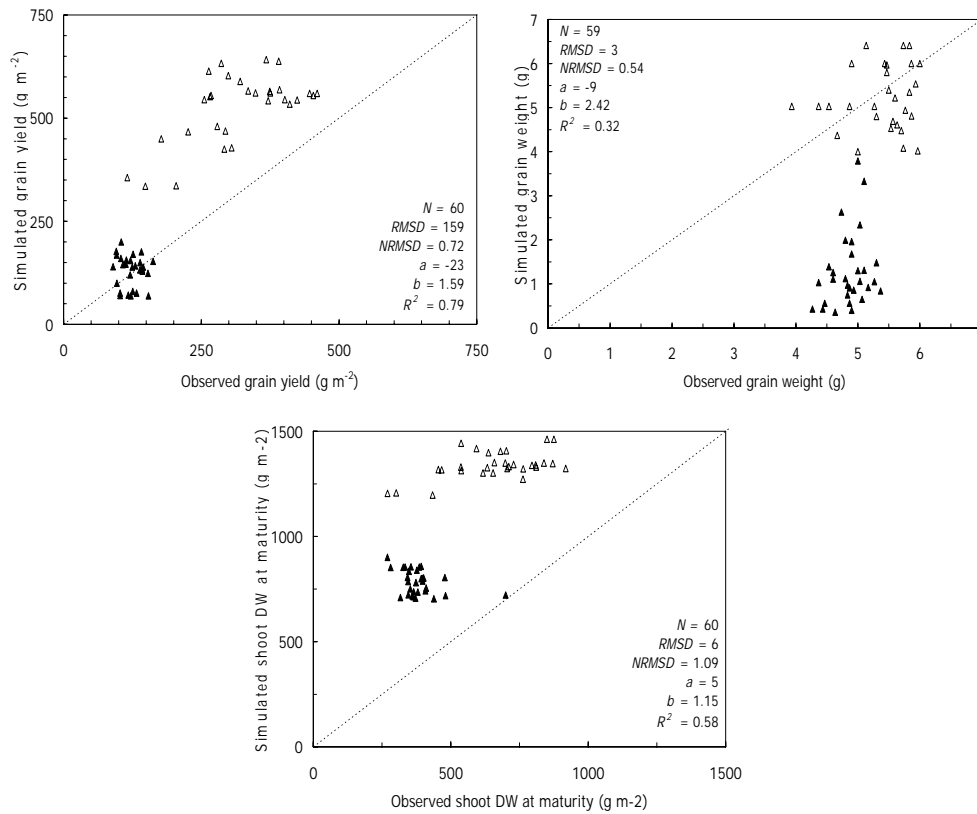 750
500
250
0
0
250
500
750
Simulated grain yield (g m-2)
Observed grain yield (g m-2)
N = 60
RMSD = 159
NRMSD = 0.72
a = -23
b = 1.59
R2 = 0.79
7
6
5
4
3
2
1
0
0
1
2
3
4
5
6
Simulated grain weight (g)
Observed grain weight (g)
N = 59
RMSD = 3
NRMSD = 0.54
a = -9
b = 2.42
R2 = 0.32
1500
1000
500
0
0
500
1000
1500
Simulated shoot DW at maturity (g m-2)
Observed shoot DW at maturity (g m-2)
N = 60
RMSD = 6
NRMSD = 1.09
a = 5
b = 1.15
R2 = 0.58